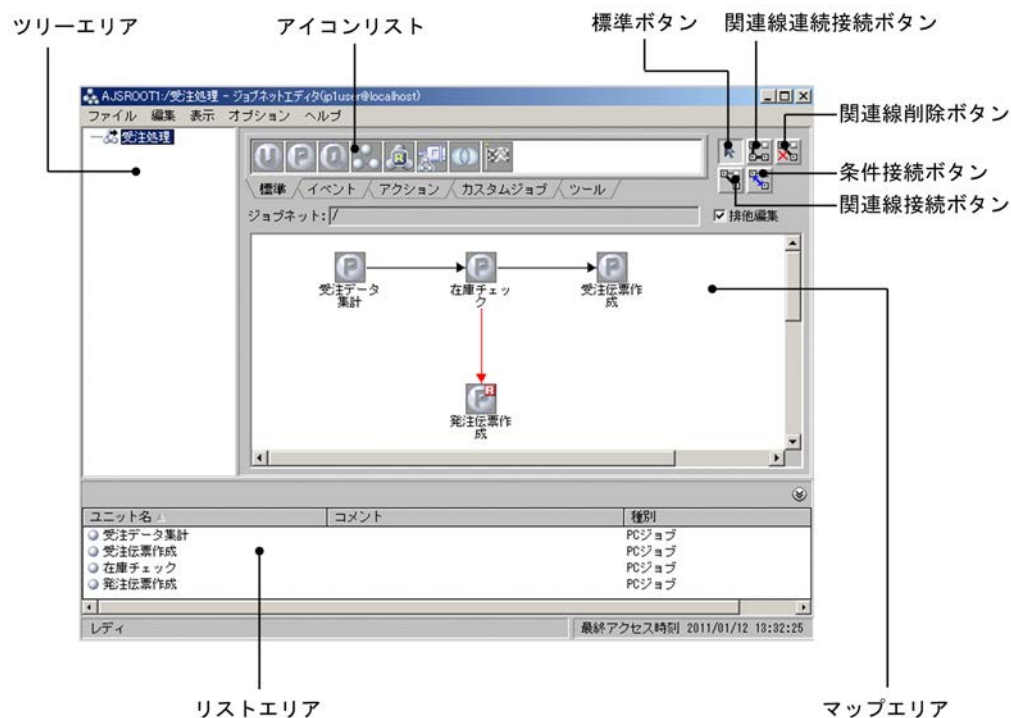 ツリーエリア
アイコンリスト
標準ボタン
関連線連続接続ボタン
AJSROOT1:/受注処理 - ジョブネットエディタ(jp1user@localhost)
ファイル 編集 表示 オプション ヘルプ
受注処理
関連線削除ボタン
条件接続ボタン
関連線接続ボタン
標準 イベント アクション カスタムジョブ ツール
ジョブネット: /
排他編集
受注データ
集計
在庫チェッ
ク
受注伝票作
成
発注伝票作
成
ユニット名 コメント 種別
受注データ集計 PCジョブ
受注伝票作成 PCジョブ
在庫チェック PCジョブ
発注伝票作成 PCジョブ
レディ
最終アクセス時刻 2011/01/12 13:32:25
リストエリア
マップエリア